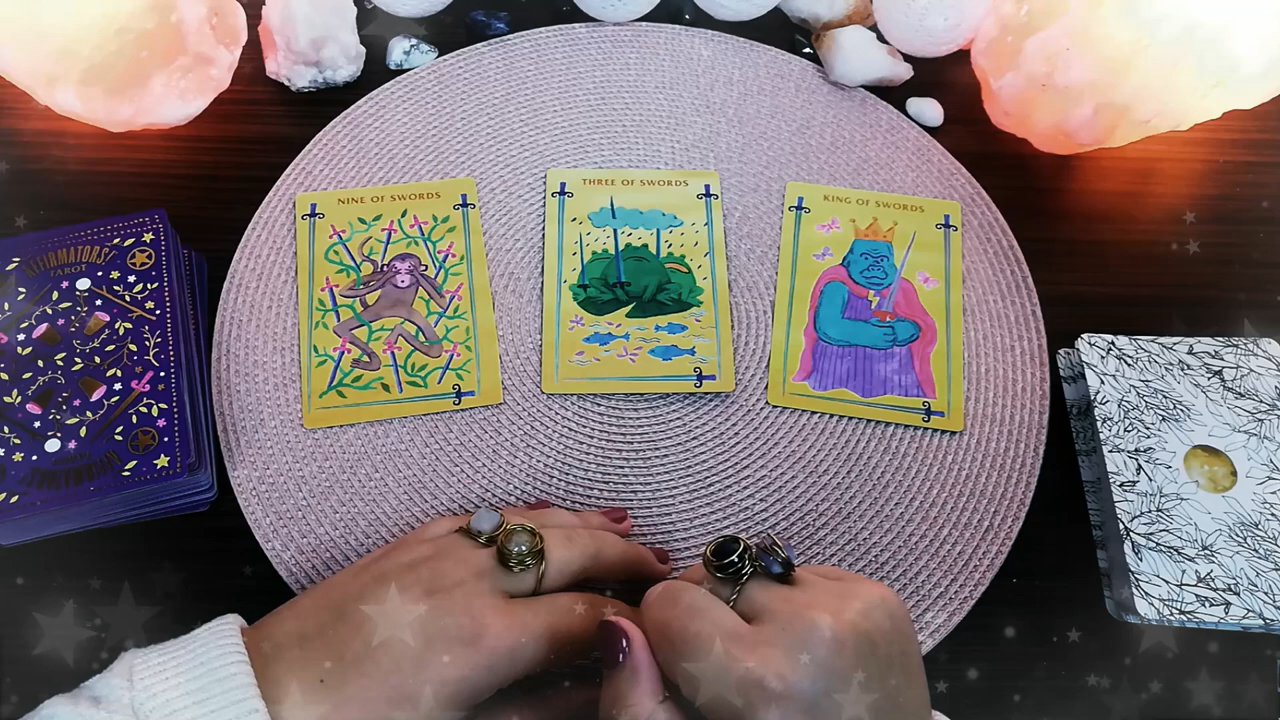 NINE OF SWORDS
THREE OF SWORDS
KING OF SWORDS
AFFIRMATORS!
TAROT